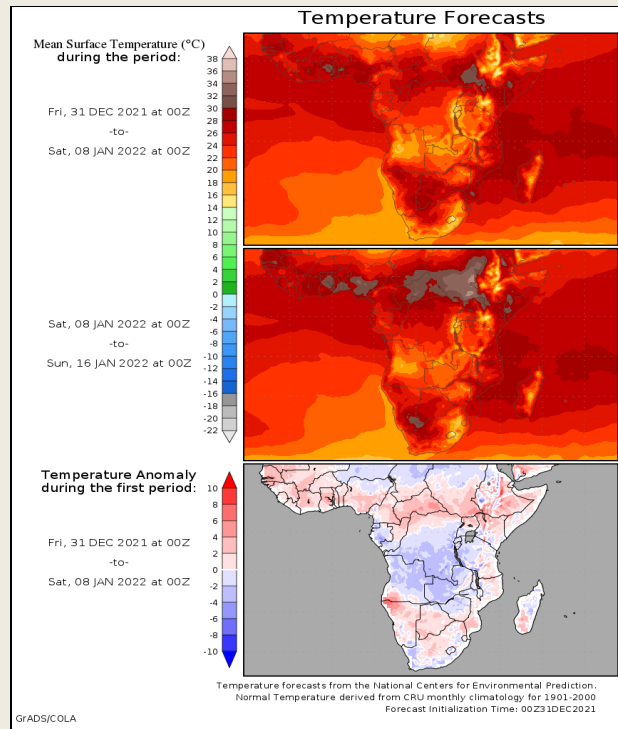 Temperature Forecasts
Mean Surface Temperature (°C)
during the period:
38
36
34
32
30
28
26
24
22
20
18
16
14
12
10
8
6
4
2
0
-2
-4
-6
-8
-10
-12
-14
-16
-18
-20
-22
Fri, 31 DEC 2021 at 00Z
-to-
Sat, 08 JAN 2022 at 00Z
Sat, 08 JAN 2022 at 00Z
-to-
Sun, 16 JAN 2022 at 00Z
Temperature Anomaly
during the first period:
10
8
6
4
2
0
-2
-4
-6
-8
-10
Fri, 31 DEC 2021 at 00Z
-to-
Sat, 08 JAN 2022 at 00Z
Temperature forecasts from the National Centers for Environmental Prediction.
Normal Temperature derived from CRU monthly climatology for 1901-2000
Forecast Initialization Time: 00Z31DEC2021
GrADS/COLA